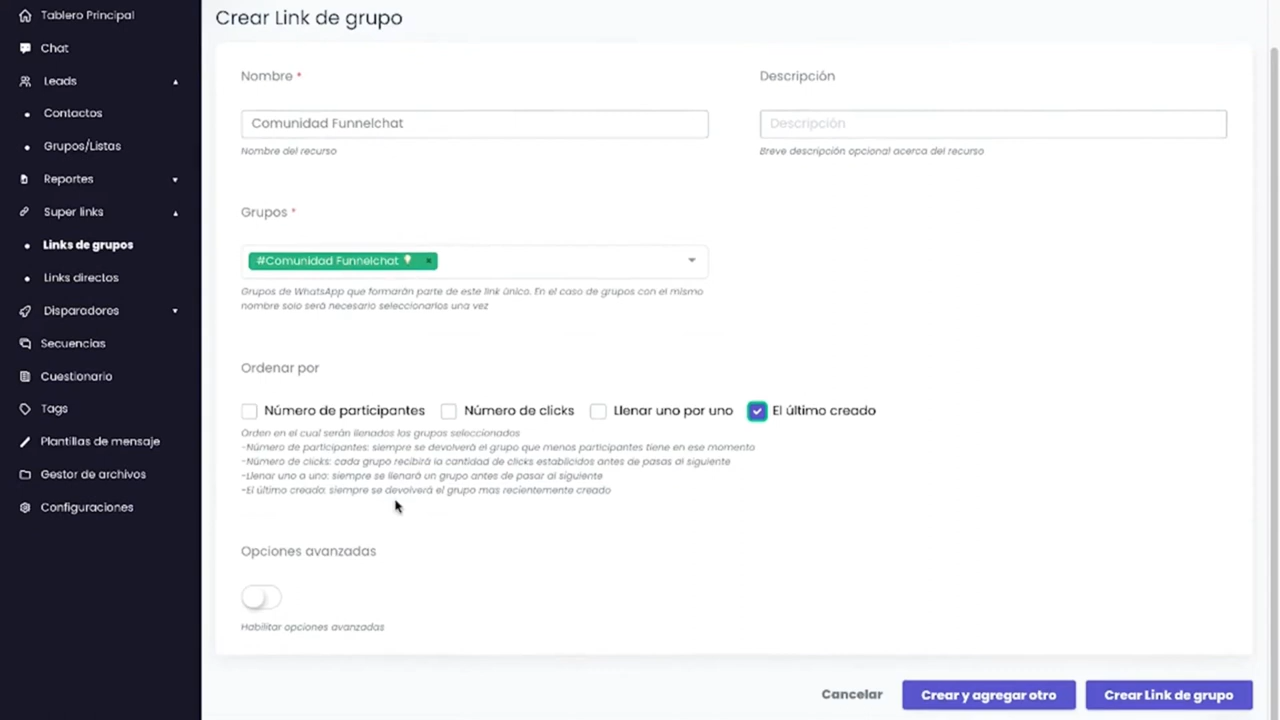 Tablero Principal
Chat
Leads
Contactos
Grupos/Listas
Reportes
Super links
Links de grupos
Links directos
Disparadores
Secuencias
Cuestionario
Tags
Plantillas de mensaje
Gestor de archivos
Configuraciones
Crear Link de grupo
Nombre *
Comunidad Funnelchat
Nombre del recurso
Descripción
Descripción
Breve descripción opcional acerca del recurso
Grupos *
#Comunidad Funnelchat 💡 ×
Grupos de WhatsApp que formarán parte de este link único. En el caso de grupos con el mismo
nombre solo será necesario seleccionarlos una vez
Ordenar por
Número de participantes Número de clicks Llenar uno por uno El último creado
Orden en el cual serán llenados los grupos seleccionados
-Número de participantes: siempre se devolverá el grupo que menos participantes tiene en ese momento
-Número de clicks: cada grupo recibirá la cantidad de clicks establicidos antes de pasas al siguiente
-Llenar uno a uno: siempre se llenará un grupo antes de pasar al siguiente
-El último creado: siempre se devolverá el grupo mas recientemente creado
Opciones avanzadas
Habilitar opciones avanzadas
Cancelar Crear y agregar otro Crear Link de grupo